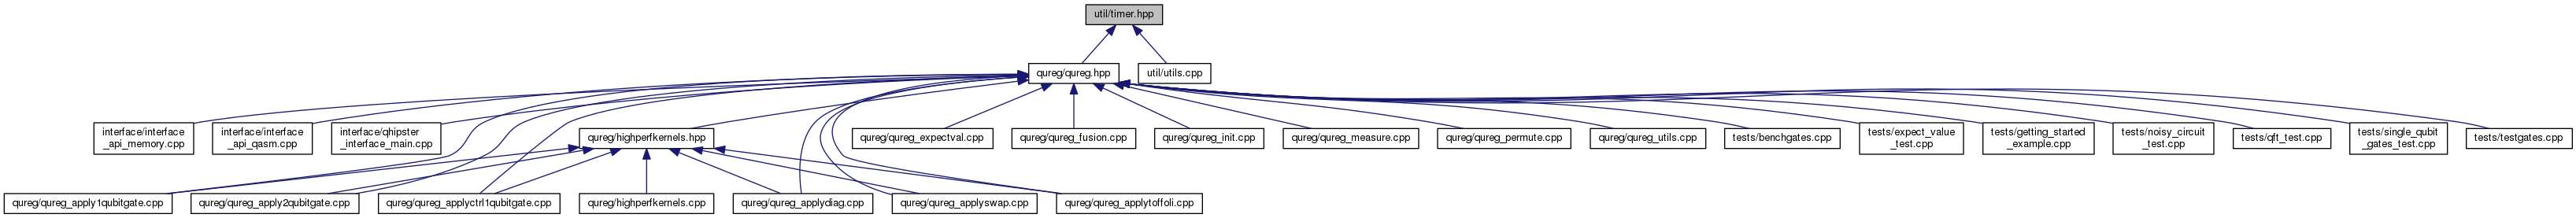 util/timer.hpp
qureg/qureg.hpp
util/utils.cpp
interface/interface
_api_memory.cpp
interface/interface
_api_qasm.cpp
interface/qhipster
_interface_main.cpp
qureg/highperfkernels.hpp
qureg/qureg_expectval.cpp
qureg/qureg_fusion.cpp
qureg/qureg_init.cpp
qureg/qureg_measure.cpp
qureg/qureg_permute.cpp
qureg/qureg_utils.cpp
tests/benchgates.cpp
tests/expect_value
_test.cpp
tests/getting_started
_example.cpp
tests/noisy_circuit
_test.cpp
tests/qft_test.cpp
tests/single_qubit
_gates_test.cpp
tests/testgates.cpp
qureg/qureg_apply1qubitgate.cpp
qureg/qureg_apply2qubitgate.cpp
qureg/qureg_applyctrl1qubitgate.cpp
qureg/highperfkernels.cpp
qureg/qureg_applydiag.cpp
qureg/qureg_applyswap.cpp
qureg/qureg_applytoffoli.cpp